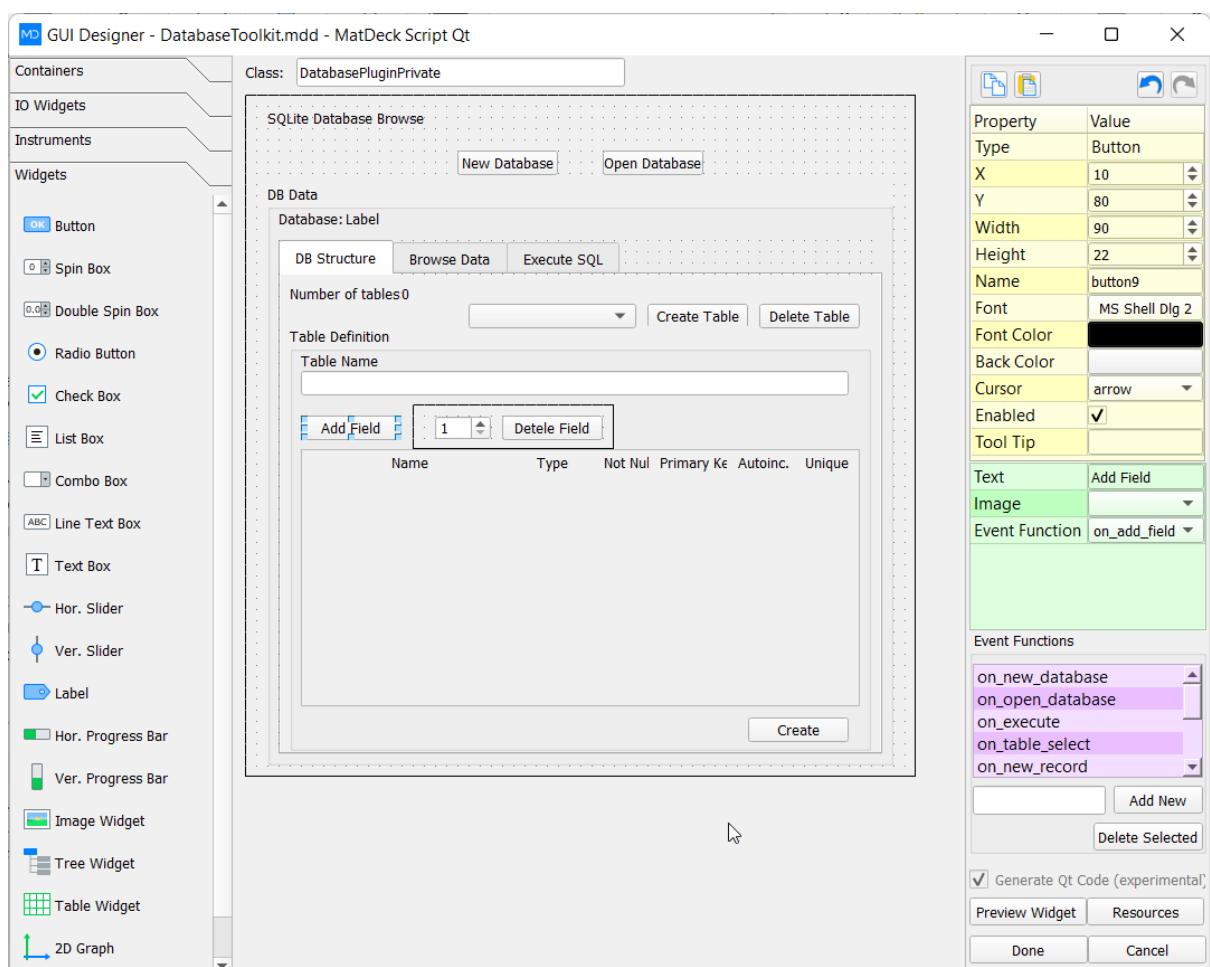 MD GUI Designer - DatabaseToolkit.mdd - MatDeck Script Qt
Containers
IO Widgets
Instruments
Widgets
OK Button
0 Spin Box
0.0 Double Spin Box
Radio Button
Check Box
List Box
Combo Box
ABC Line Text Box
T Text Box
Hor. Slider
Ver. Slider
Label
Hor. Progress Bar
Ver. Progress Bar
Image Widget
Tree Widget
Table Widget
2D Graph
Class: DatabasePluginPrivate
SQLite Database Browse
New Database Open Database
DB Data
Database: Label
DB Structure Browse Data Execute SQL
Number of tables 0
Create Table Delete Table
Table Definition
Table Name
Add Field 1 Detele Field
Name Type Not Nul Primary Ke Autoinc. Unique
Create
Property Value
Type Button
X 10
Y 80
Width 90
Height 22
Name button9
Font MS Shell Dlg 2
Font Color
Back Color
Cursor arrow
Enabled
Tool Tip
Text Add Field
Image
Event Function on_add_field
Event Functions
on_new_database
on_open_database
on_execute
on_table_select
on_new_record
Add New
Delete Selected
Generate Qt Code (experimental)
Preview Widget Resources
Done Cancel